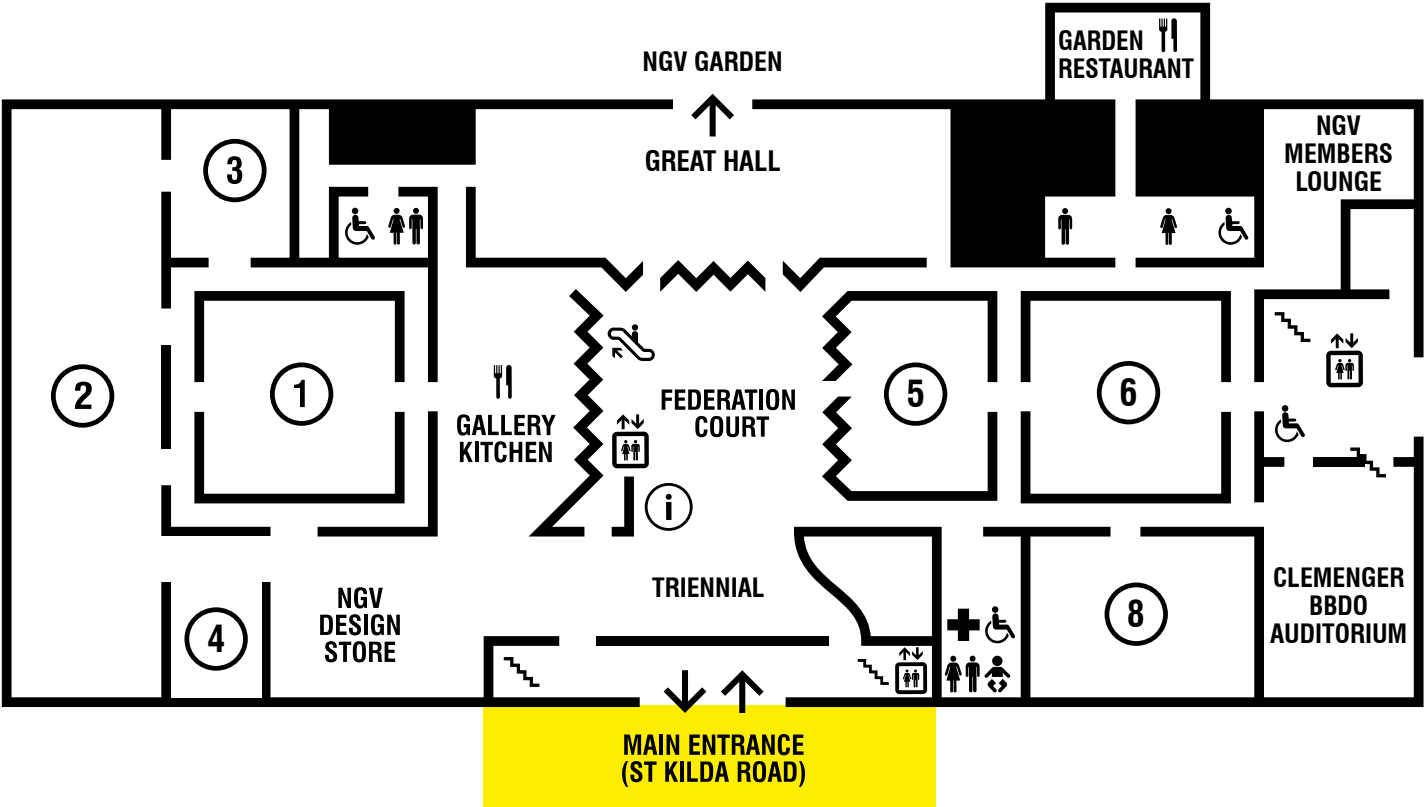 GARDEN
RESTAURANT
NGV GARDEN
NGV
MEMBERS
LOUNGE
GREAT HALL
3
2
1
GALLERY
KITCHEN
FEDERATION
COURT
5
6
i
TRIENNIAL
NGV
DESIGN
STORE
4
8
CLEMENGER
BBDO
AUDITORIUM
MAIN ENTRANCE
(ST KILDA ROAD)